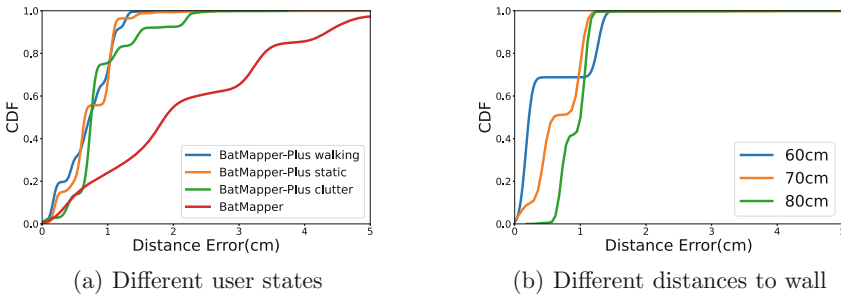 1.0
0.8
0.6
0.4
0.2
0.0
CDF
0
1
2
3
4
5
Distance Error(cm)
BatMapper-Plus walking
BatMapper-Plus static
BatMapper-Plus clutter
BatMapper
(a) Different user states
1.0
0.8
0.6
0.4
0.2
0.0
CDF
0
1
2
3
4
5
Distance Error(cm)
60cm
70cm
80cm
(b) Different distances to wall